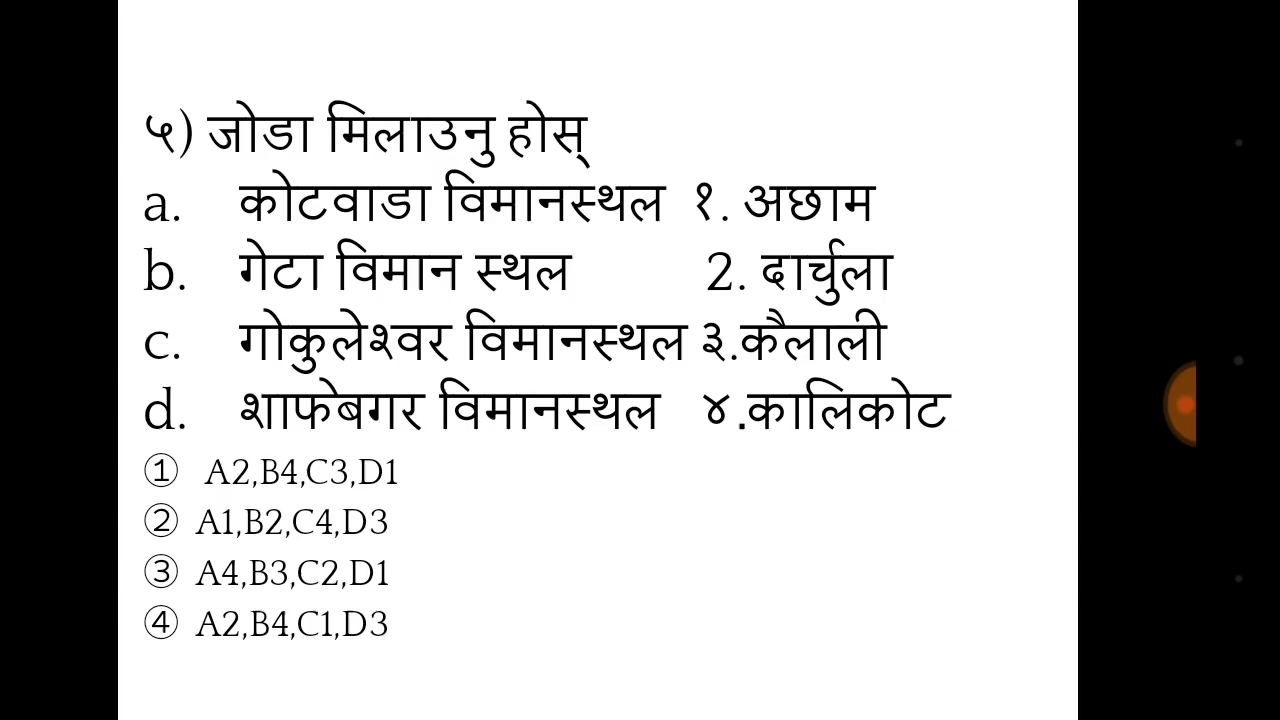 ५) जोडा मिलाउनु होस्
a. कोटवाडा विमानस्थल १. अछाम
b. गेटा विमान स्थल 2. दार्चुला
c. गोकुलेश्वर विमानस्थल ३.कैलाली
d. शाफेबगर विमानस्थल ४.कालिकोट
① A2,B4,C3,D1
② A1,B2,C4,D3
③ A4,B3,C2,D1
④ A2,B4,C1,D3